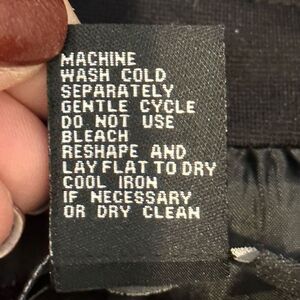 MACHINE
WASH COLD
SEPARATELY
GENTLE CYCLE
DO NOT USE
BLEACH
RESHAPE AND
LAY FLAT TO DRY
COOL IRON
IF NECESSARY
OR DRY CLEAN